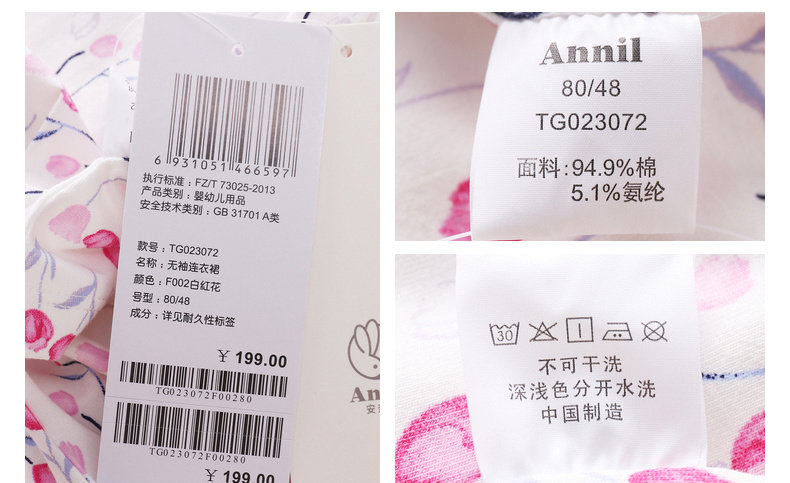 6 931051 466597
执行标准：FZ/T 73025-2013
产品类别：婴幼儿用品
安全技术类别：GB 31701 A类
款号：TG023072
名称：无袖连衣裙
颜色：F002白红花
号型：80/48
成分：详见耐久性标签
￥ 199.00
TG023072F00280
TG023072F00280
￥ 199.00
An
安
Annil
80/48
TG023072
面料：94.9%棉
5.1%氨纶
30
不可干洗
深浅色分开水洗
中国制造